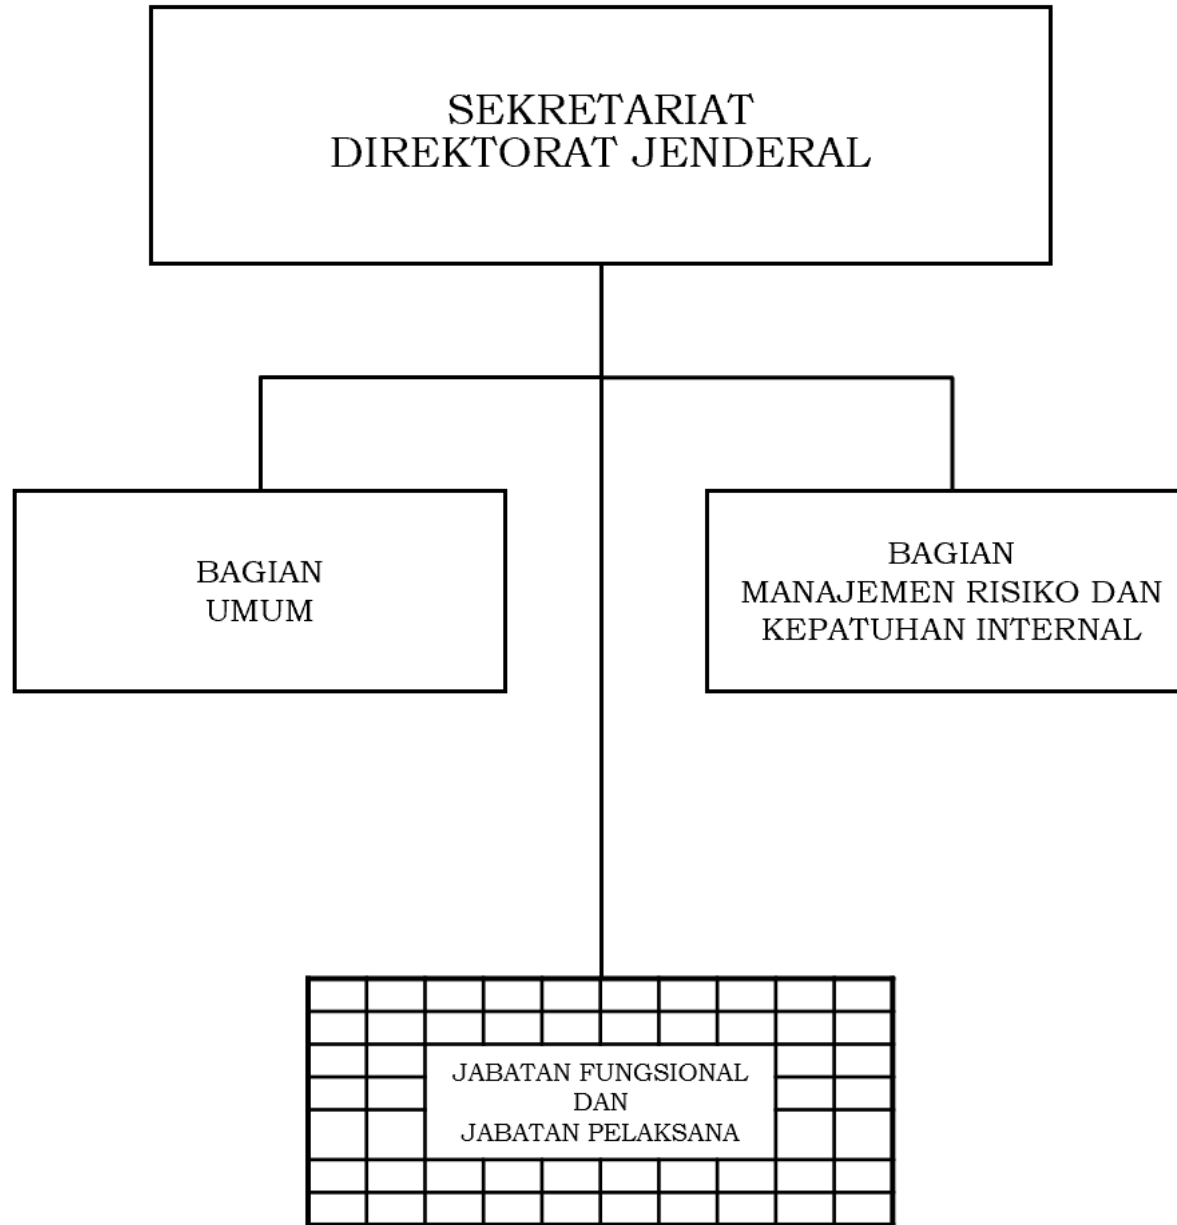 SEKRETARIAT
DIREKTORAT JENDERAL
BAGIAN
UMUM
BAGIAN
MANAJEMEN RISIKO DAN
KEPATUHAN INTERNAL
JABATAN FUNGSIONAL
DAN
JABATAN PELAKSANA